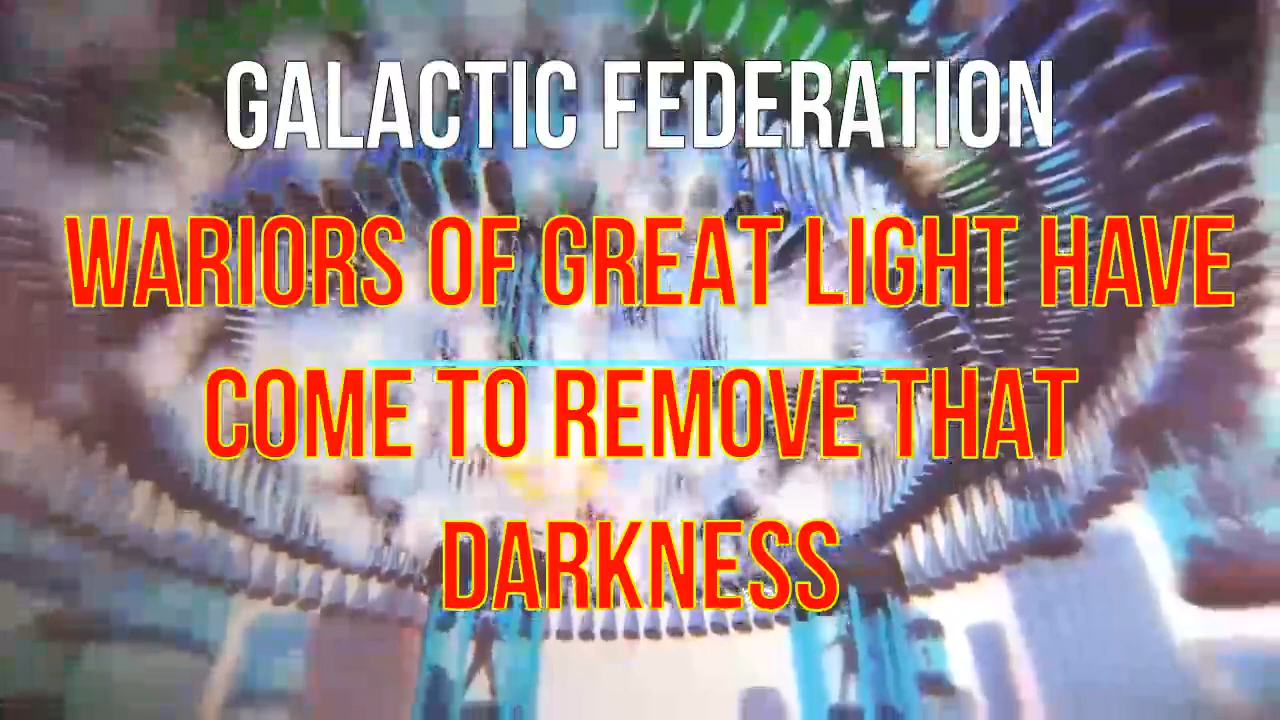 GALACTIC FEDERATION
WARIORS OF GREAT LIGHT HAVE
COME TO REMOVE THAT
DARKNESS